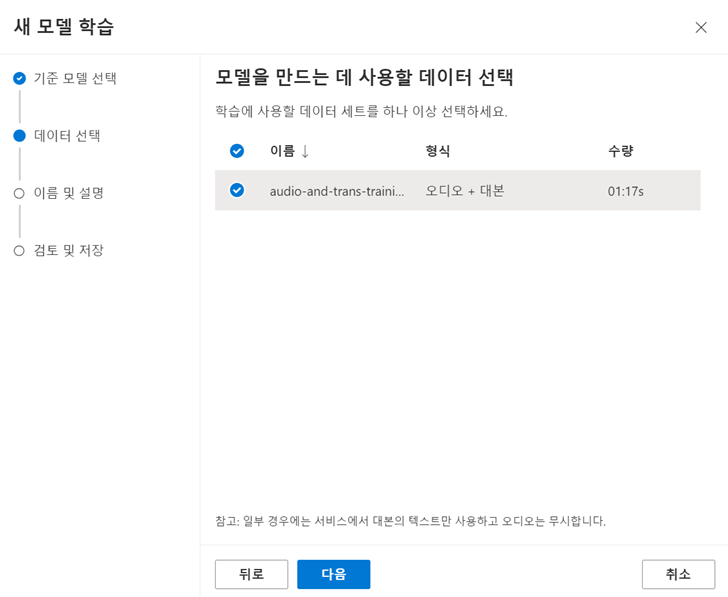 새 모델 학습
기준 모델 선택
데이터 선택
이름 및 설명
검토 및 저장
모델을 만드는 데 사용할 데이터 선택
학습에 사용할 데이터 세트를 하나 이상 선택하세요.
이름 ↓ 형식 수량
audio-and-trans-traini... 오디오 + 대본 01:17s
참고: 일부 경우에는 서비스에서 대본의 텍스트만 사용하고 오디오는 무시합니다.
뒤로 다음 취소